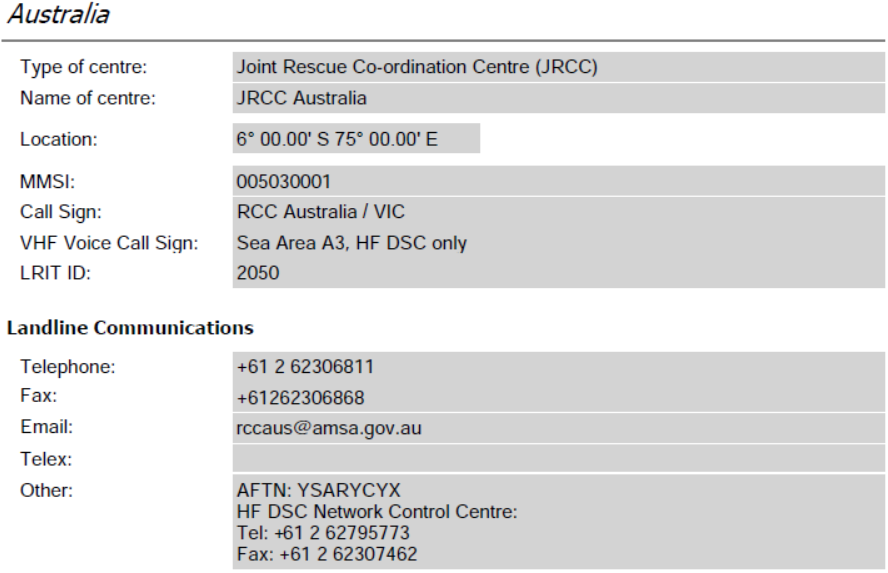 Australia
Type of centre: Joint Rescue Co-ordination Centre (JRCC)
Name of centre: JRCC Australia
Location: 6° 00.00' S 75° 00.00' E
MMSI: 005030001
Call Sign: RCC Australia / VIC
VHF Voice Call Sign: Sea Area A3, HF DSC only
LRIT ID: 2050
Landline Communications
Telephone: +61 2 62306811
Fax: +61262306868
Email: rccaus@amsa.gov.au
Telex:
Other: AFTN: YSARYCYX
HF DSC Network Control Centre:
Tel: +61 2 62795773
Fax: +61 2 62307462